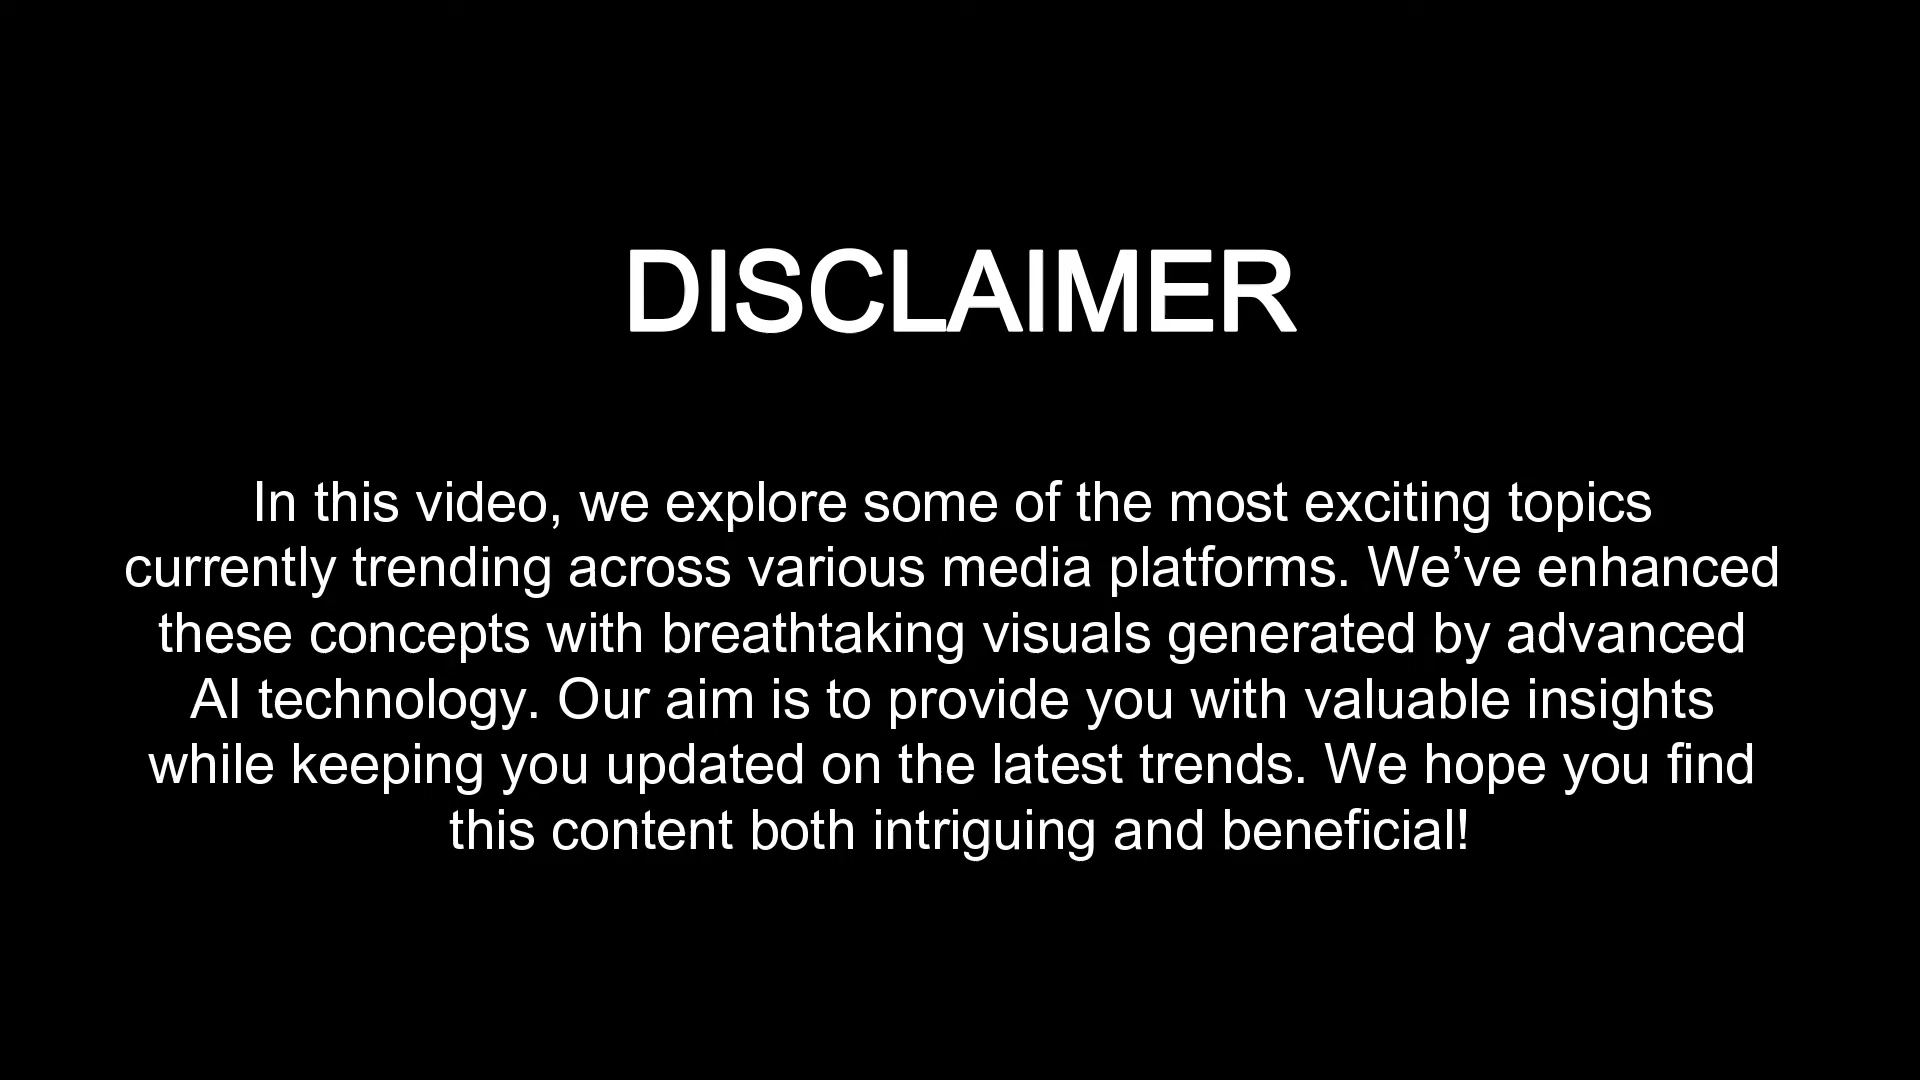 DISCLAIMER
In this video, we explore some of the most exciting topics
currently trending across various media platforms. We’ve enhanced
these concepts with breathtaking visuals generated by advanced
AI technology. Our aim is to provide you with valuable insights
while keeping you updated on the latest trends. We hope you find
this content both intriguing and beneficial!